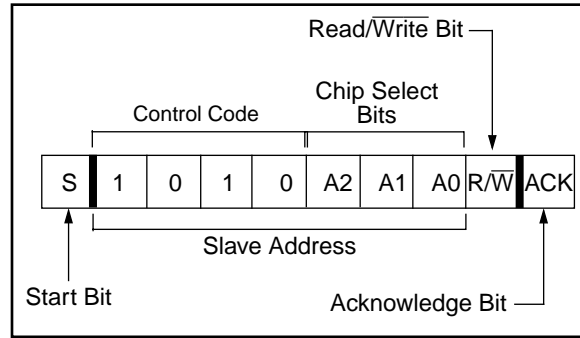 Read/Write Bit
Chip Select
Bits
Control Code
S 1 0 1 0 A2 A1 A0 R/W ACK
Slave Address
Start Bit
Acknowledge Bit